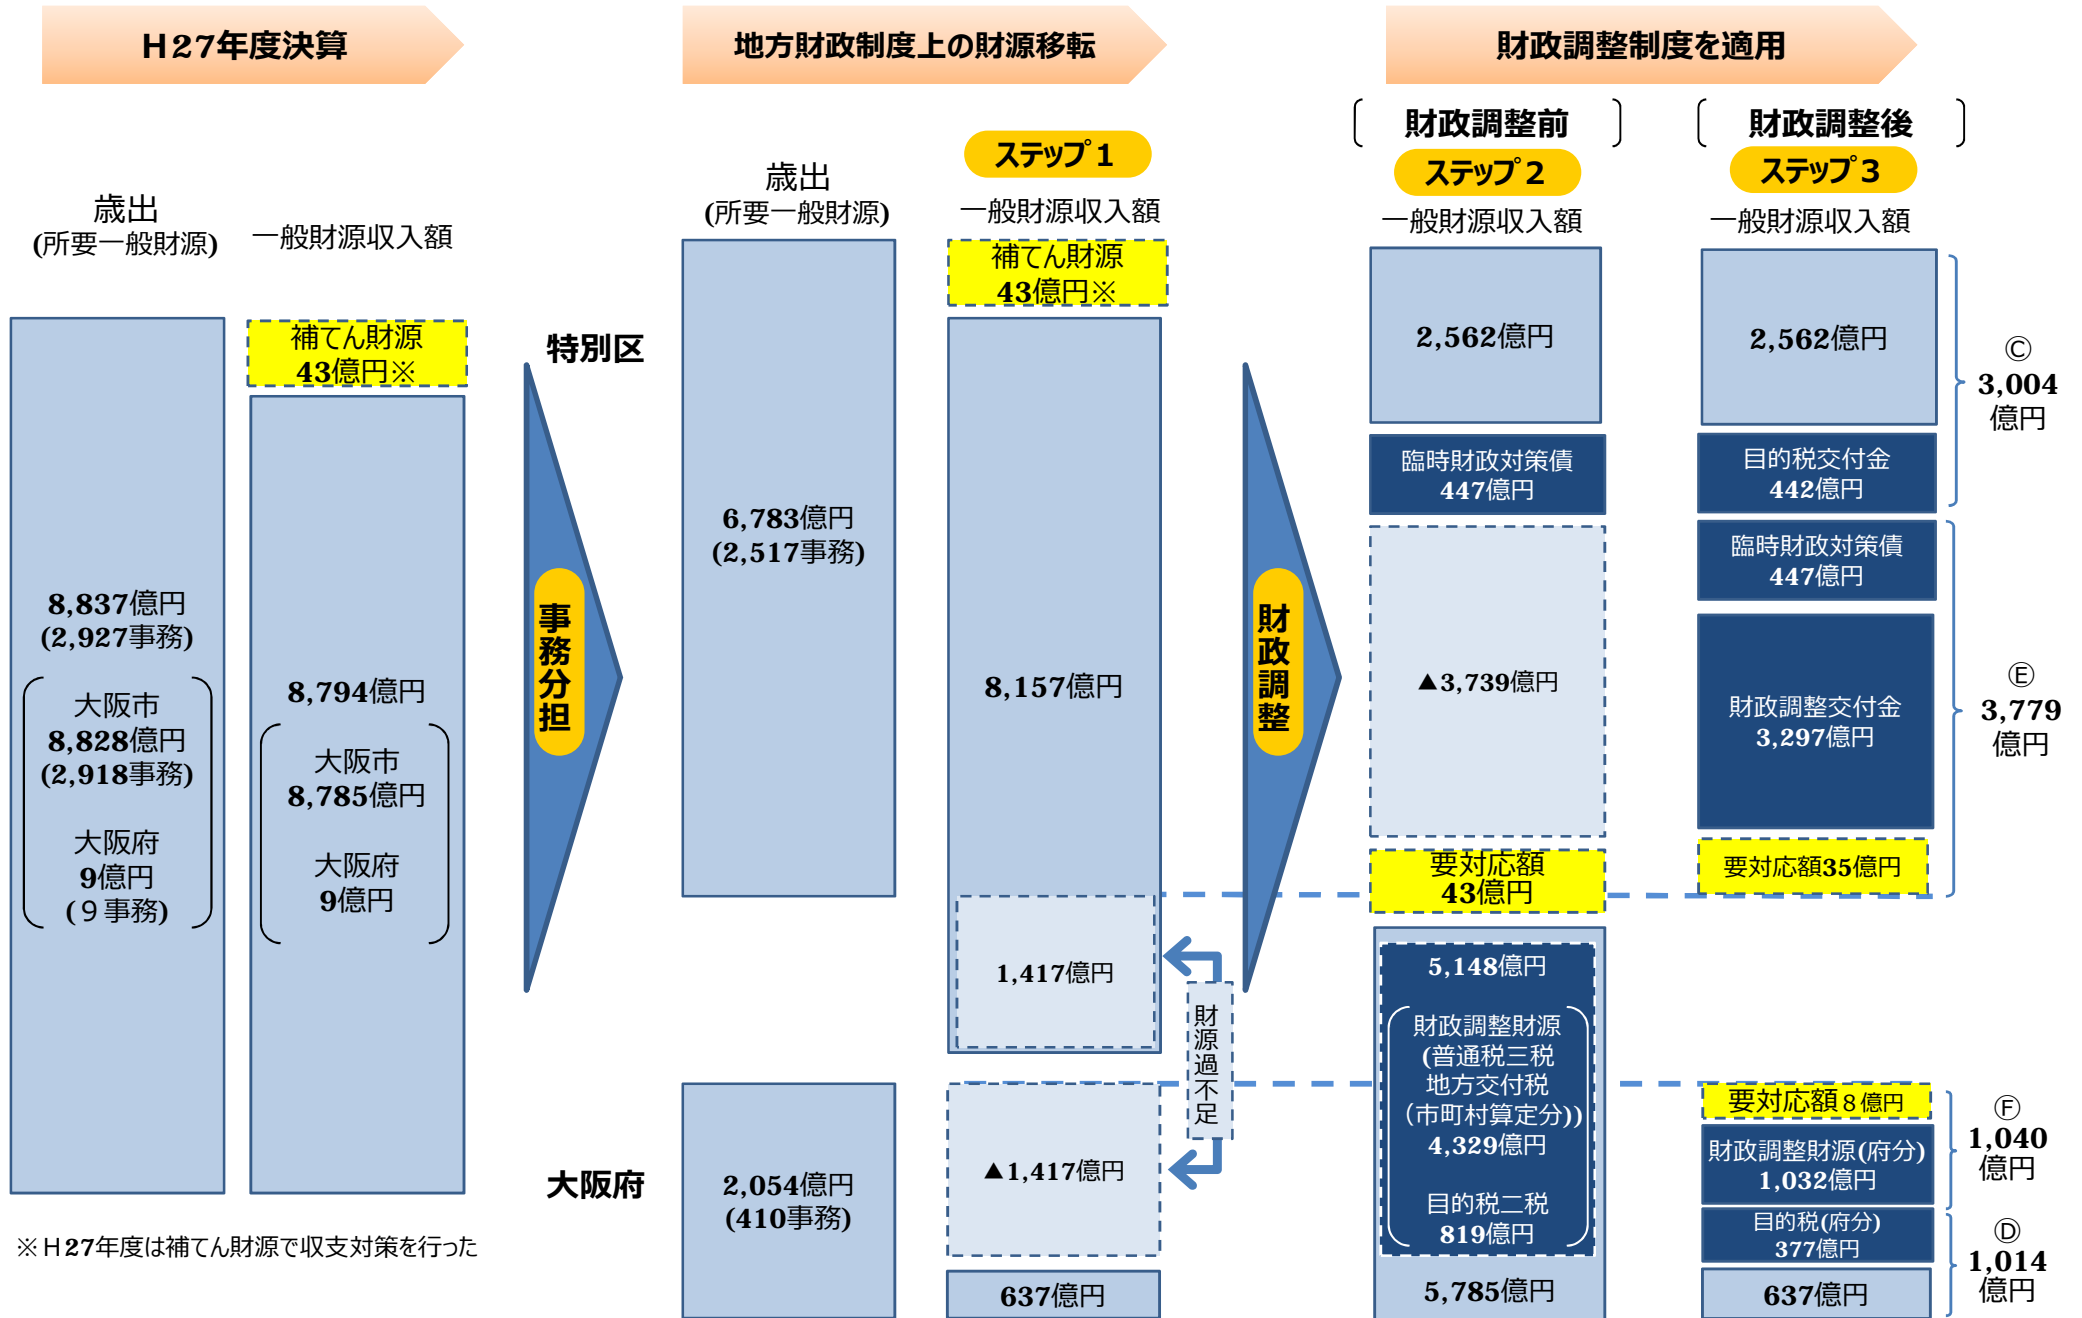 H27年度決算
地方財政制度上の財源移転
財政調整制度を適用
歳出
(所要一般財源)
一般財源収入額
8,837億円
(2,927事務)
大阪市
8,828億円
(2,918事務)
大阪府
9億円
(９事務)
補てん財源
43億円※
8,794億円
大阪市
8,785億円
大阪府
9億円
※H27年度は補てん財源で収支対策を行った
事務分担
特別区
大阪府
歳出
(所要一般財源)
6,783億円
(2,517事務)
2,054億円
(410事務)
ステップ１
一般財源収入額
補てん財源
43億円※
8,157億円
1,417億円
▲1,417億円
637億円
財源過不足
財政調整
財政調整前
ステップ２
一般財源収入額
2,562億円
臨時財政対策債
447億円
▲3,739億円
要対応額
43億円
5,148億円
財政調整財源
(普通税三税
地方交付税
（市町村算定分))
4,329億円
目的税二税
819億円
5,785億円
財政調整後
ステップ３
一般財源収入額
2,562億円
目的税交付金
442億円
臨時財政対策債
447億円
財政調整交付金
3,297億円
要対応額35億円
要対応額８億円
財政調整財源(府分)
1,032億円
目的税(府分)
377億円
637億円
Ⓒ
3,004
億円
Ⓔ
3,779
億円
Ⓕ
1,040
億円
Ⓓ
1,014
億円